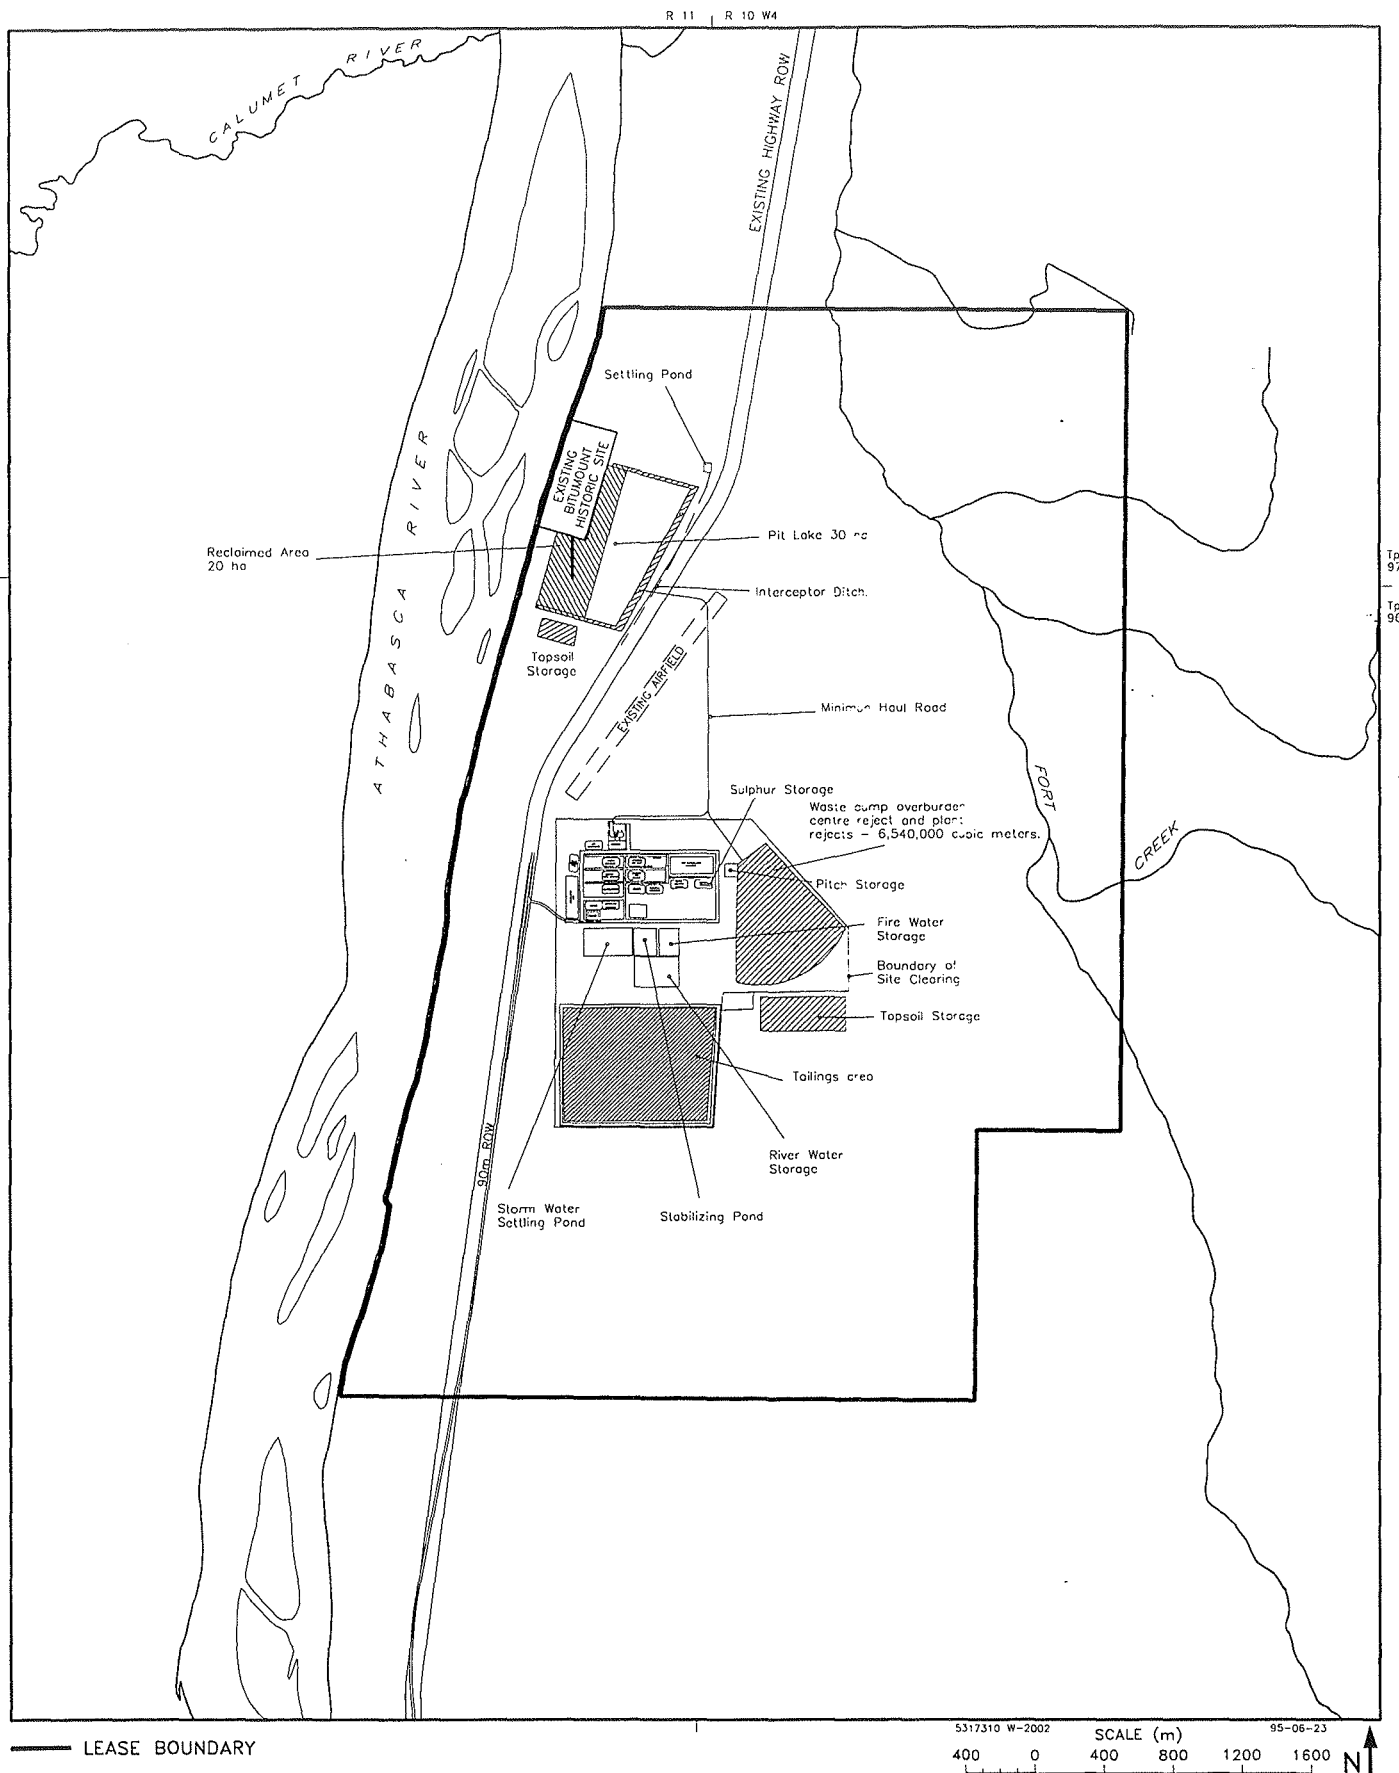 R 11 R 10 W4
CALUMET RIVER
EXISTING HIGHWAY ROW
Settling Pond
EXISTING
BITUMOUNT
HISTORIC SITE
ATHABASCA RIVER
Reclaimed Area
20 ha
Pit Lake 30
Interceptor Ditch.
Topsoil
Storage
EXISTING AIRFIELD
Haul Road
Sulphur Storage
Waste overburden
centre reject and plant
rejects - 6,540,000 cubic meters.
FORT
CREEK
Pitch Storage
Fire Water
Storage
Boundary of
Site Clearing
Topsoil Storage
Tailings area
River Water
Storage
90m ROW
Storm Water
Settling Pond
Stabilizing Pond
Tp
97
Tp
96
LEASE BOUNDARY
5317310 W-2002
SCALE (m)
95-06-23
400 0 400 800 1200 1600
N